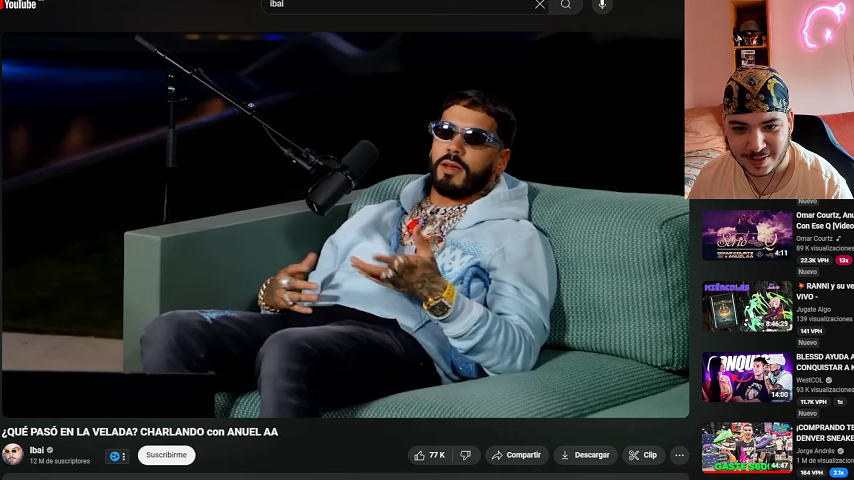 YouTube
ibai
¿QUÉ PASÓ EN LA VELADA? CHARLANDO con ANUEL AA
Ibai
12 M de suscriptores
Suscribirme
77 K
Compartir
Descargar
Clip
Nuevo
4:11
Omar Courtz, Anu
Con Ese Q [Video
Omar Courtz
89 K visualizaciones
22.3K VPH
13x
Nuevo
MIÉRCOLES
8:46:29
RANNI y su ve
VIVO -
Jugate Algo
139 visualizaciones
141 VPH
Nuevo
14:00
BLESSD AYUDA A
CONQUISTAR A K
WestCOL
93 K visualizaciones
11.7K VPH
1x
Nuevo
44:47
¡COMPRANDO TE
DENVER SNEAKE
Jorge Andrés
1 M de visualizacion
164 VPH
2.1x